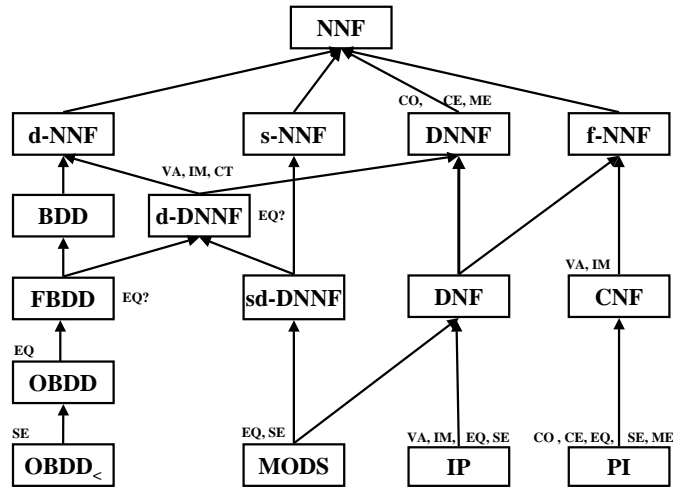 NNF
CO, CE, ME
d-NNF s-NNF DNNF f-NNF
VA, IM, CT
BDD d-DNNF EQ?
VA, IM
FBDD EQ? sd-DNNF DNF CNF
EQ
OBDD
SE EQ, SE VA, IM, EQ, SE CO , CE, EQ, SE, ME
OBDD< MODS IP PI